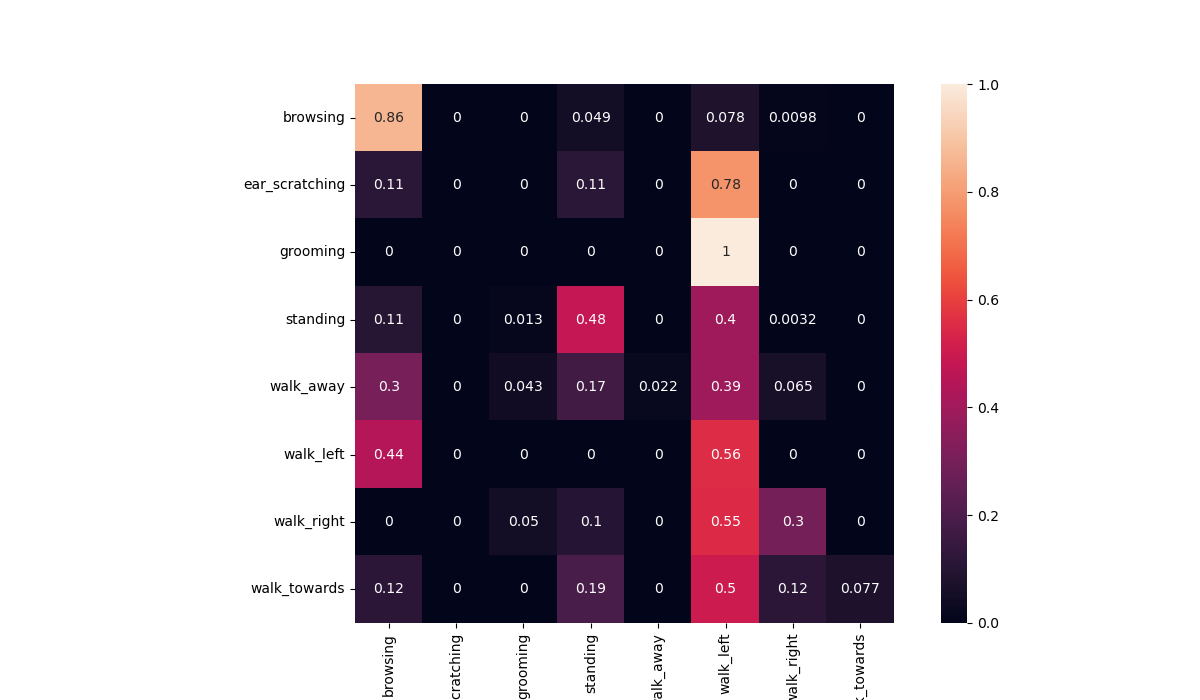 browsing 0.86 0 0 0.049 0 0.078 0.0098 0
ear_scratching 0.11 0 0 0.11 0 0.78 0 0
grooming 0 0 0 0 0 1 0 0
standing 0.11 0 0.013 0.48 0 0.4 0.0032 0
walk_away 0.3 0 0.043 0.17 0.022 0.39 0.065 0
walk_left 0.44 0 0 0 0 0.56 0 0
walk_right 0 0 0.05 0.1 0 0.55 0.3 0
walk_towards 0.12 0 0 0.19 0 0.5 0.12 0.077
browsing
cratching
grooming
standing
alk_away
walk_left
walk_right
_towards
1.0
0.8
0.6
0.4
0.2
0.0